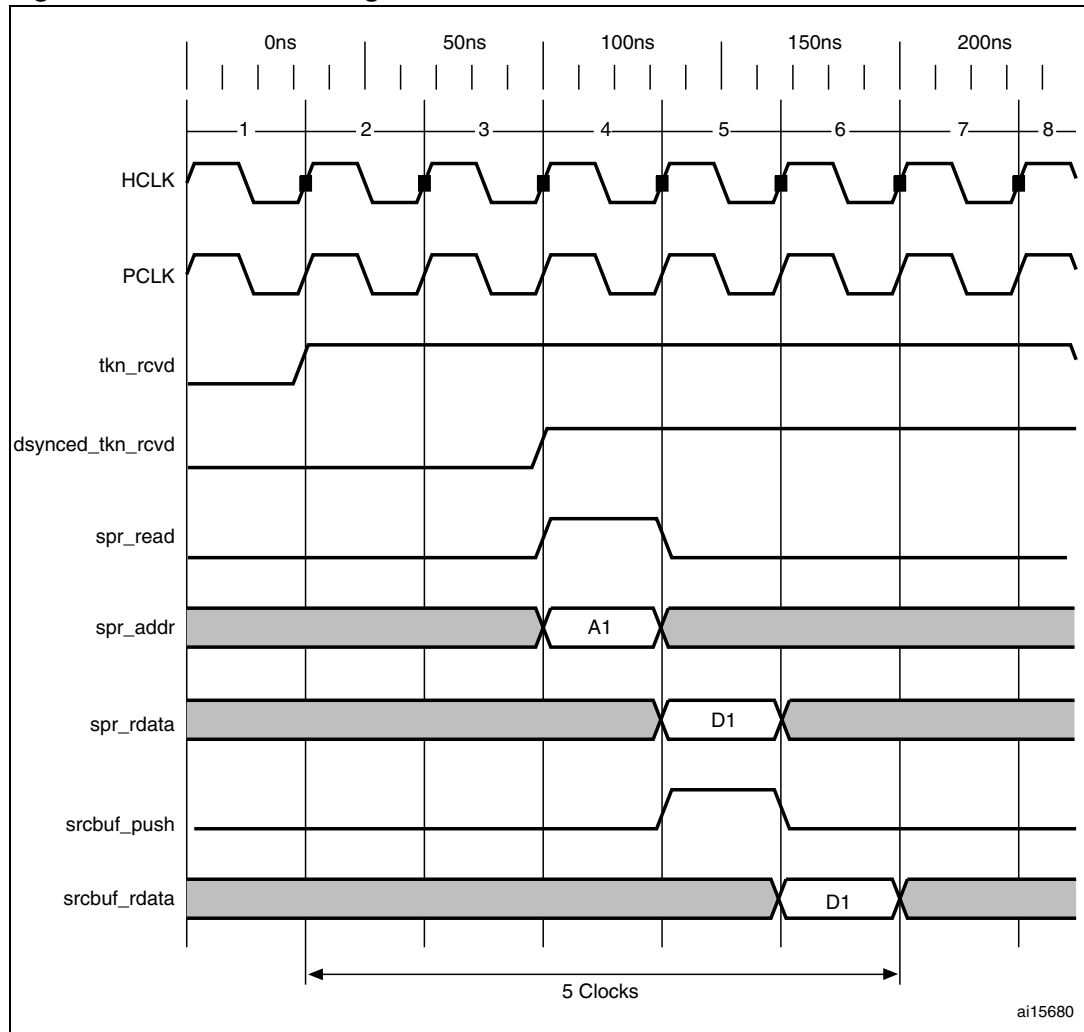 0ns 50ns 100ns 150ns 200ns
1 2 3 4 5 6 7 8
HCLK
PCLK
tkn_rcvd
dsynced_tkn_rcvd
spr_read
spr_addr A1
spr_rdata D1
srcbuf_push
srcbuf_rdata D1
5 Clocks
ai15680